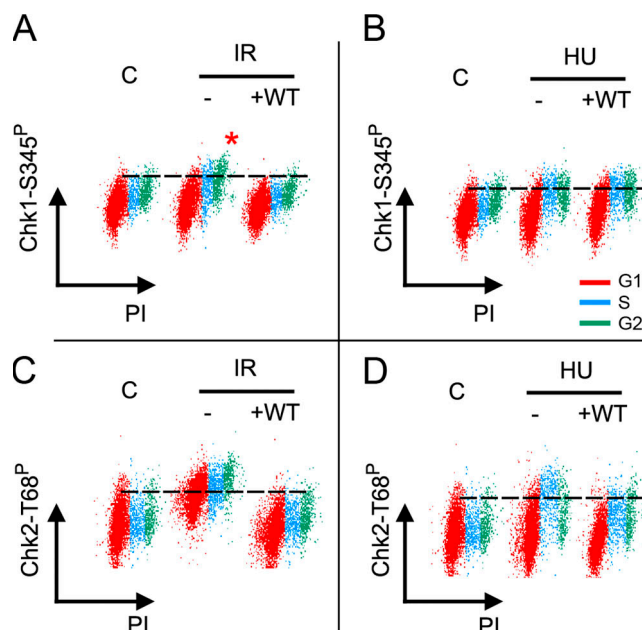 A
IR
C
-
+WT
*
Chk1-S345P
PI
B
HU
C
-
+WT
Chk1-S345P
PI
G1
S
G2
C
IR
C
-
+WT
Chk2-T68P
PI
D
HU
C
-
+WT
Chk2-T68P
PI